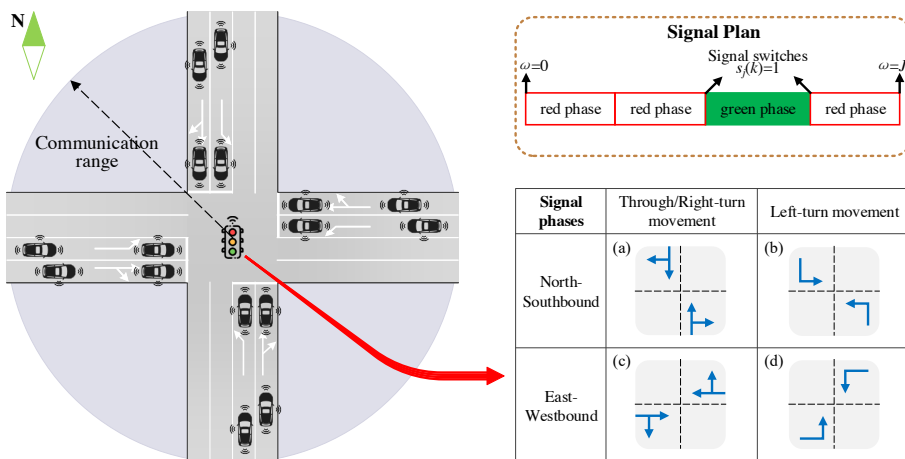 N
Communication
range
Signal Plan
Signal switches
ω=0
s_j(k)=1
ω=J
red phase
red phase
green phase
red phase
Signal
phases
Through/Right-turn
movement
Left-turn movement
North-
Southbound
(a)
(b)
East-
Westbound
(c)
(d)